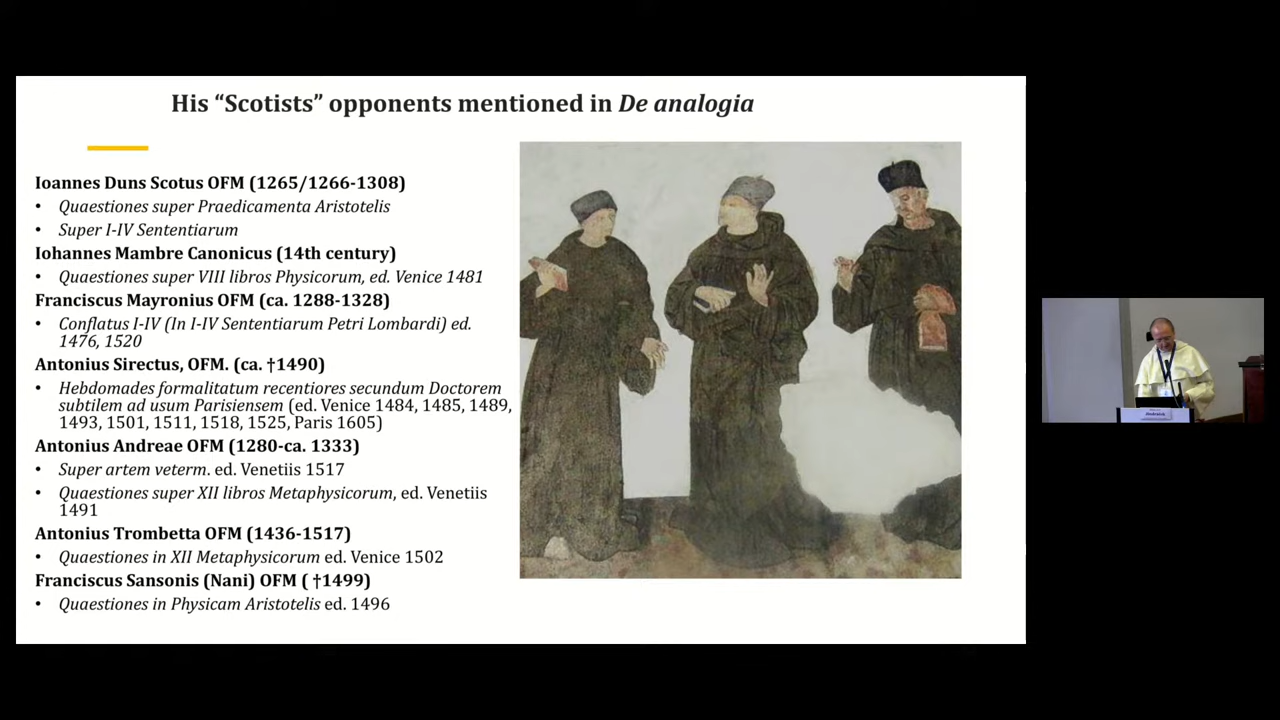 His “Scotists” opponents mentioned in De analogia
Ioannes Duns Scotus OFM (1265/1266-1308)
• Quaestiones super Praedicamenta Aristotelis
• Super I-IV Sententiarum
Iohannes Mambre Canonicus (14th century)
• Quaestiones super VIII libros Physicorum, ed. Venice 1481
Franciscus Mayronius OFM (ca. 1288-1328)
• Conflatus I-IV (In I-IV Sententiarum Petri Lombardi) ed.
1476, 1520
Antonius Sirectus, OFM. (ca. †1490)
• Hebdomades formalitatum recentiores secundum Doctorem
subtilem ad usum Parisiensem (ed. Venice 1484, 1485, 1489,
1493, 1501, 1511, 1518, 1525, Paris 1605)
Antonius Andreae OFM (1280-ca. 1333)
• Super artem veterm. ed. Venetiis 1517
• Quaestiones super XII libros Metaphysicorum, ed. Venetiis
1491
Antonius Trombetta OFM (1436-1517)
• Quaestiones in XII Metaphysicorum ed. Venice 1502
Franciscus Sansonis (Nani) OFM ( †1499)
• Quaestiones in Physicam Aristotelis ed. 1496